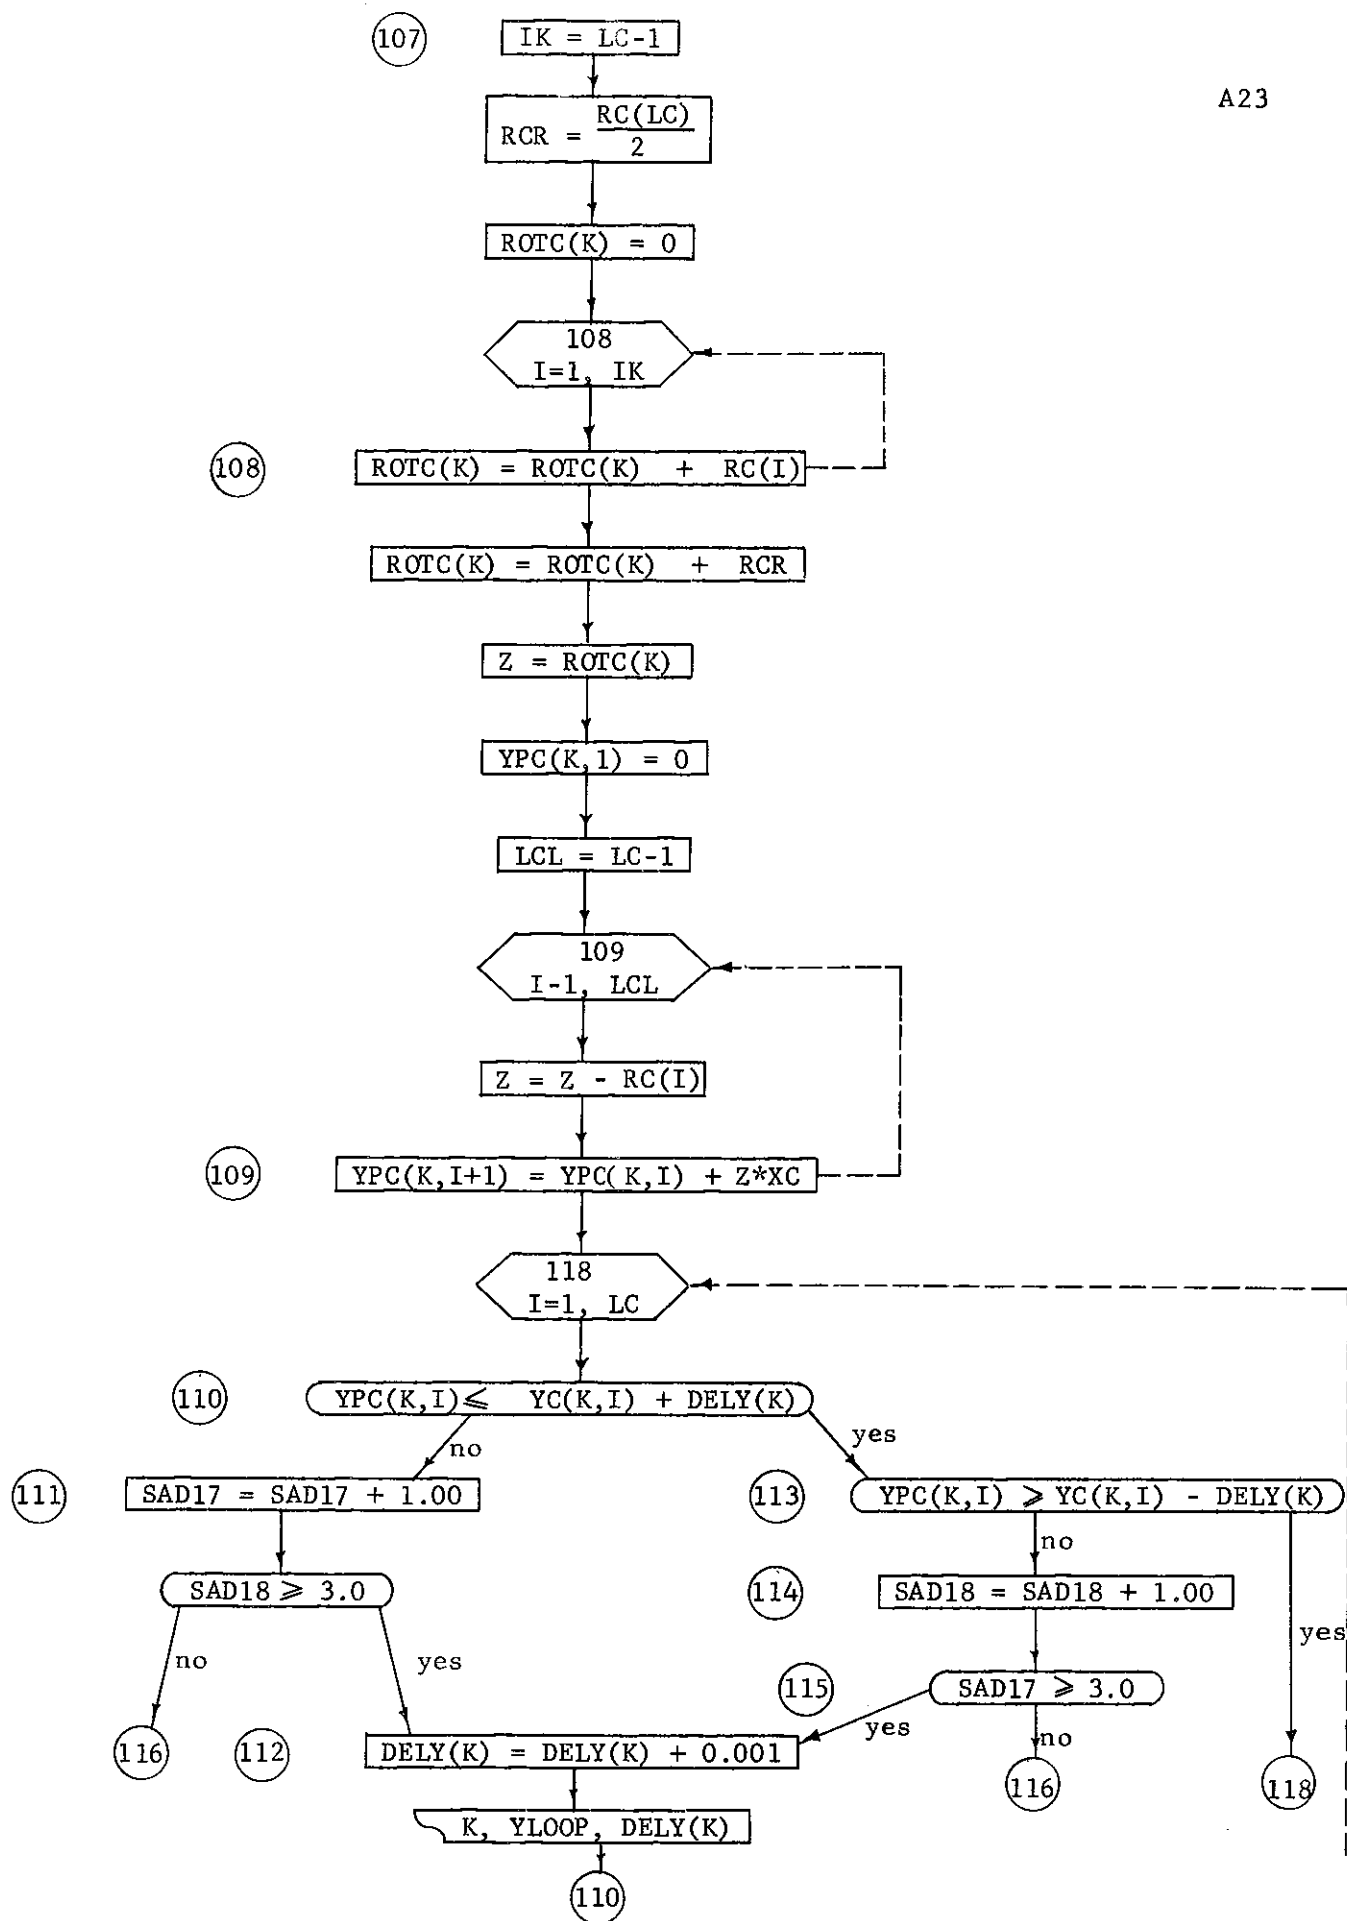 107
IK = LC-1
A23
RCR = RC(LC)
2
ROTC(K) = 0
108
I=1, IK
108
ROTC(K) = ROTC(K) + RC(I)
ROTC(K) = ROTC(K) + RCR
Z = ROTC(K)
YPC(K,1) = 0
LCL = LC-1
109
I-1, LCL
Z = Z - RC(I)
109
YPC(K,I+1) = YPC(K,I) + Z*XC
118
I=1, LC
110
YPC(K,I) ⩽ YC(K,I) + DELY(K)
no
yes
111
SAD17 = SAD17 + 1.00
113
YPC(K,I) ⩾ YC(K,I) - DELY(K)
no
SAD18 ⩾ 3.0
114
SAD18 = SAD18 + 1.00
yes
no
yes
115
SAD17 ⩾ 3.0
yes
no
116
112
DELY(K) = DELY(K) + 0.001
116
118
K, YLOOP, DELY(K)
110